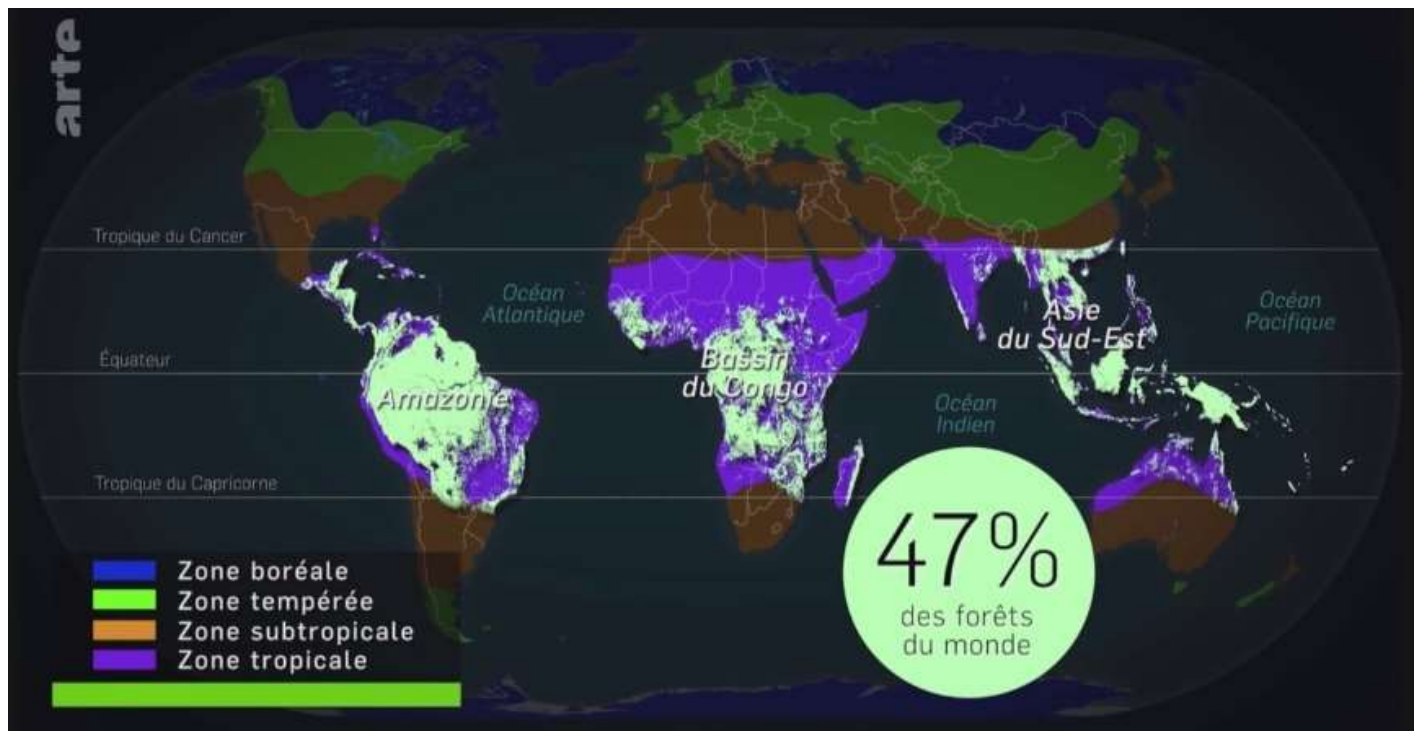 arte
Tropique du Cancer
Océan
Atlantique
Océan
Pacifique
Asie
du Sud-Est
Équateur
Bassin
du Congo
Amazonie
Océan
Indien
Tropique du Capricorne
47%
des forêts
du monde
Zone boréale
Zone tempérée
Zone subtropicale
Zone tropicale